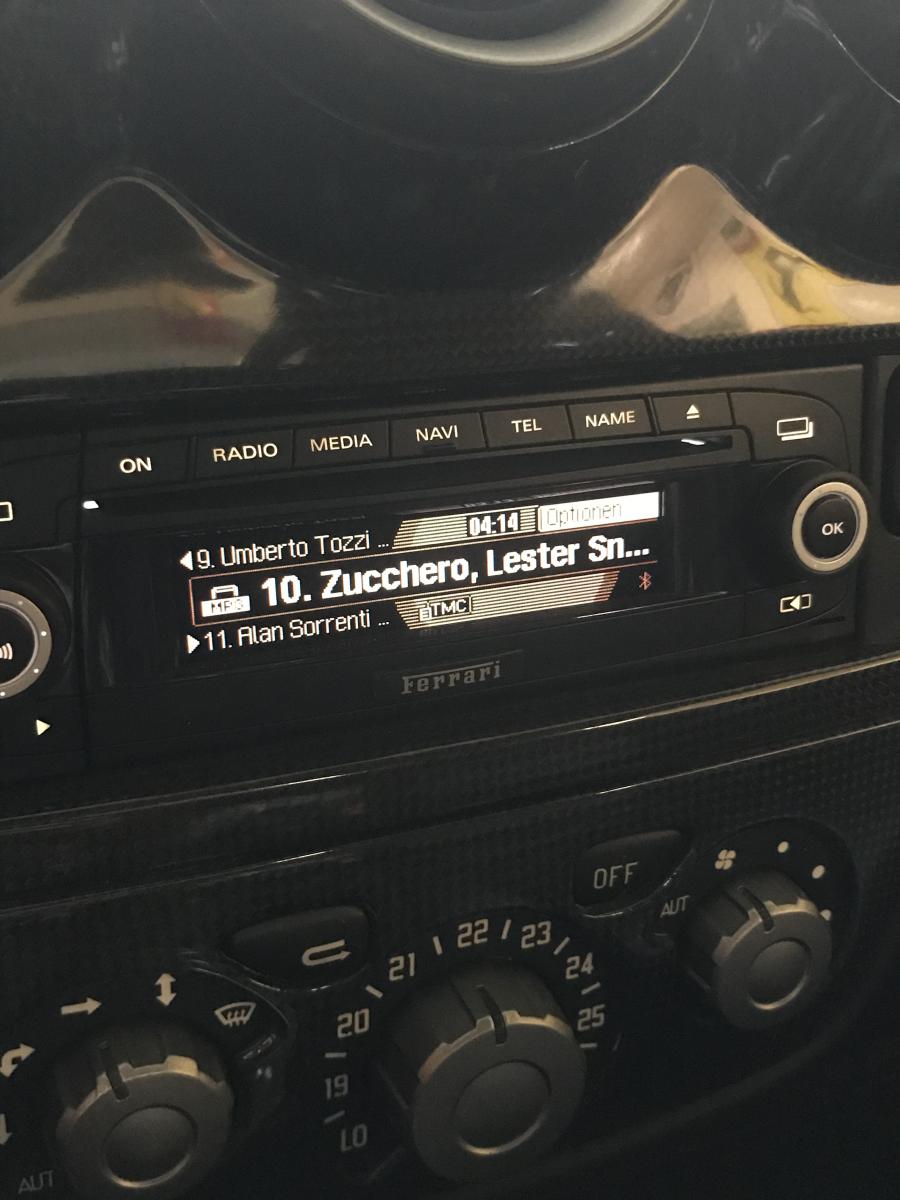 ON RADIO MEDIA NAVI TEL NAME
9. Umberto Tozzi ... 04:14 Optionen
10. Zucchero, Lester Sn...
MP3
11. Alan Sorrenti ... TMC
OK
Ferrari
OFF
AUT
22 23
21 24
20 25
19
LO
AUT